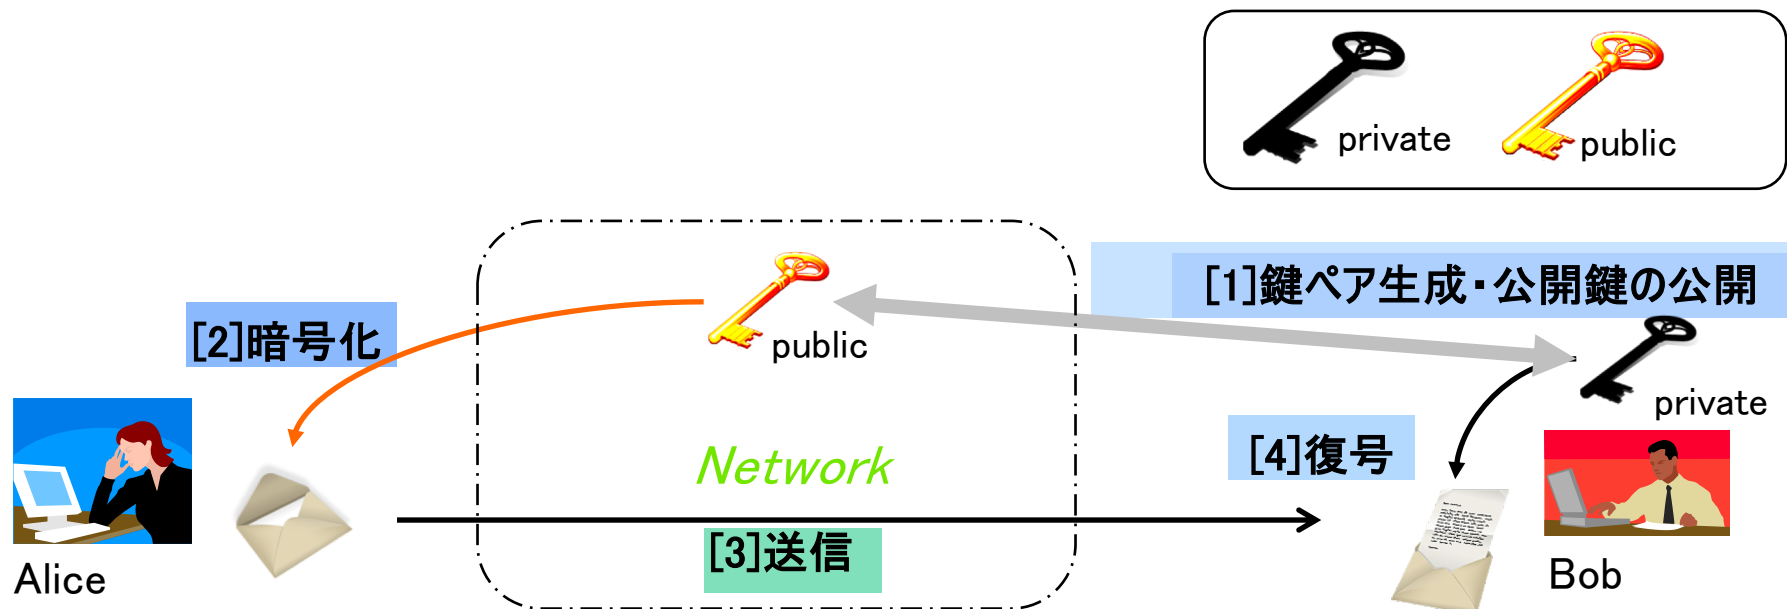 private
public
[1]鍵ペア生成・公開鍵の公開
[2]暗号化
public
private
Network
[4]復号
[3]送信
Alice
Bob